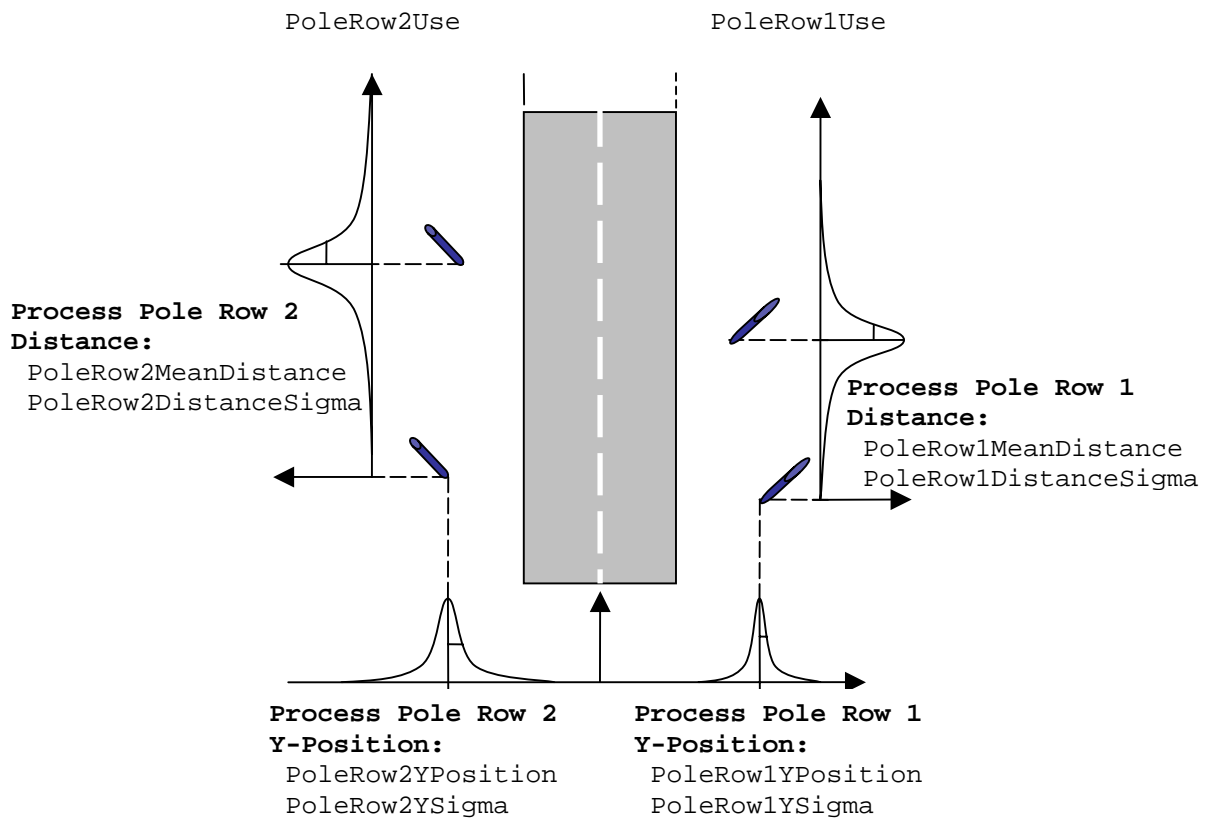 PoleRow2Use
PoleRow1Use
Process Pole Row 2
Distance:
PoleRow2MeanDistance
PoleRow2DistanceSigma
Process Pole Row 1
Distance:
PoleRow1MeanDistance
PoleRow1DistanceSigma
Process Pole Row 2
Y-Position:
PoleRow2YPosition
PoleRow2YSigma
Process Pole Row 1
Y-Position:
PoleRow1YPosition
PoleRow1YSigma